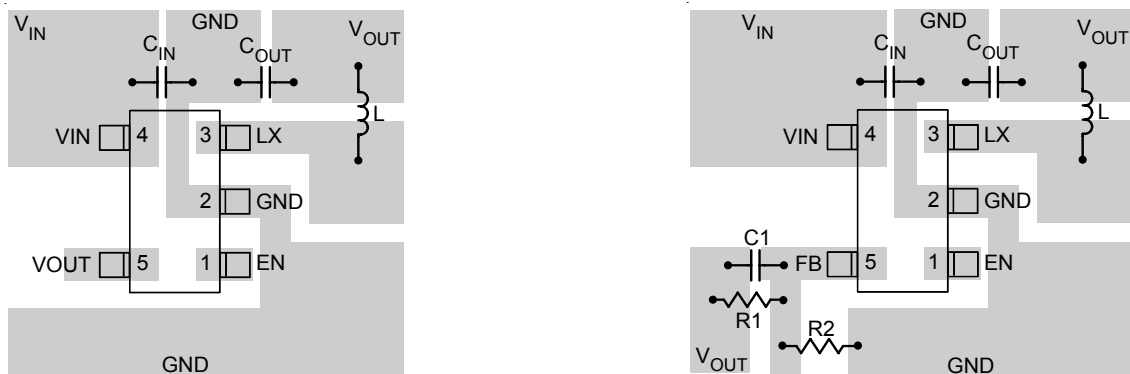 VIN GND VOUT
CIN COUT
L
VIN 4 3 LX
2 GND
VOUT 5 1 EN
GND
VIN GND VOUT
CIN COUT
L
VIN 4 3 LX
2 GND
C1
FB 5 1 EN
R1
R2
VOUT GND